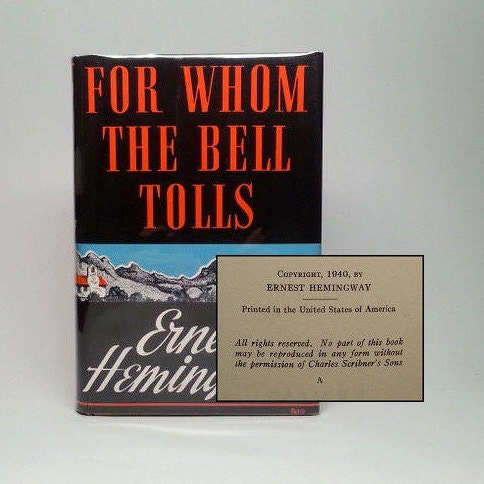 FOR WHOM
THE BELL
TOLLS
Erne
Heming
COPYRIGHT, 1940, BY
ERNEST HEMINGWAY
Printed in the United States of America
All rights reserved. No part of this book
may be reproduced in any form without
the permission of Charles Scribner's Sons
A